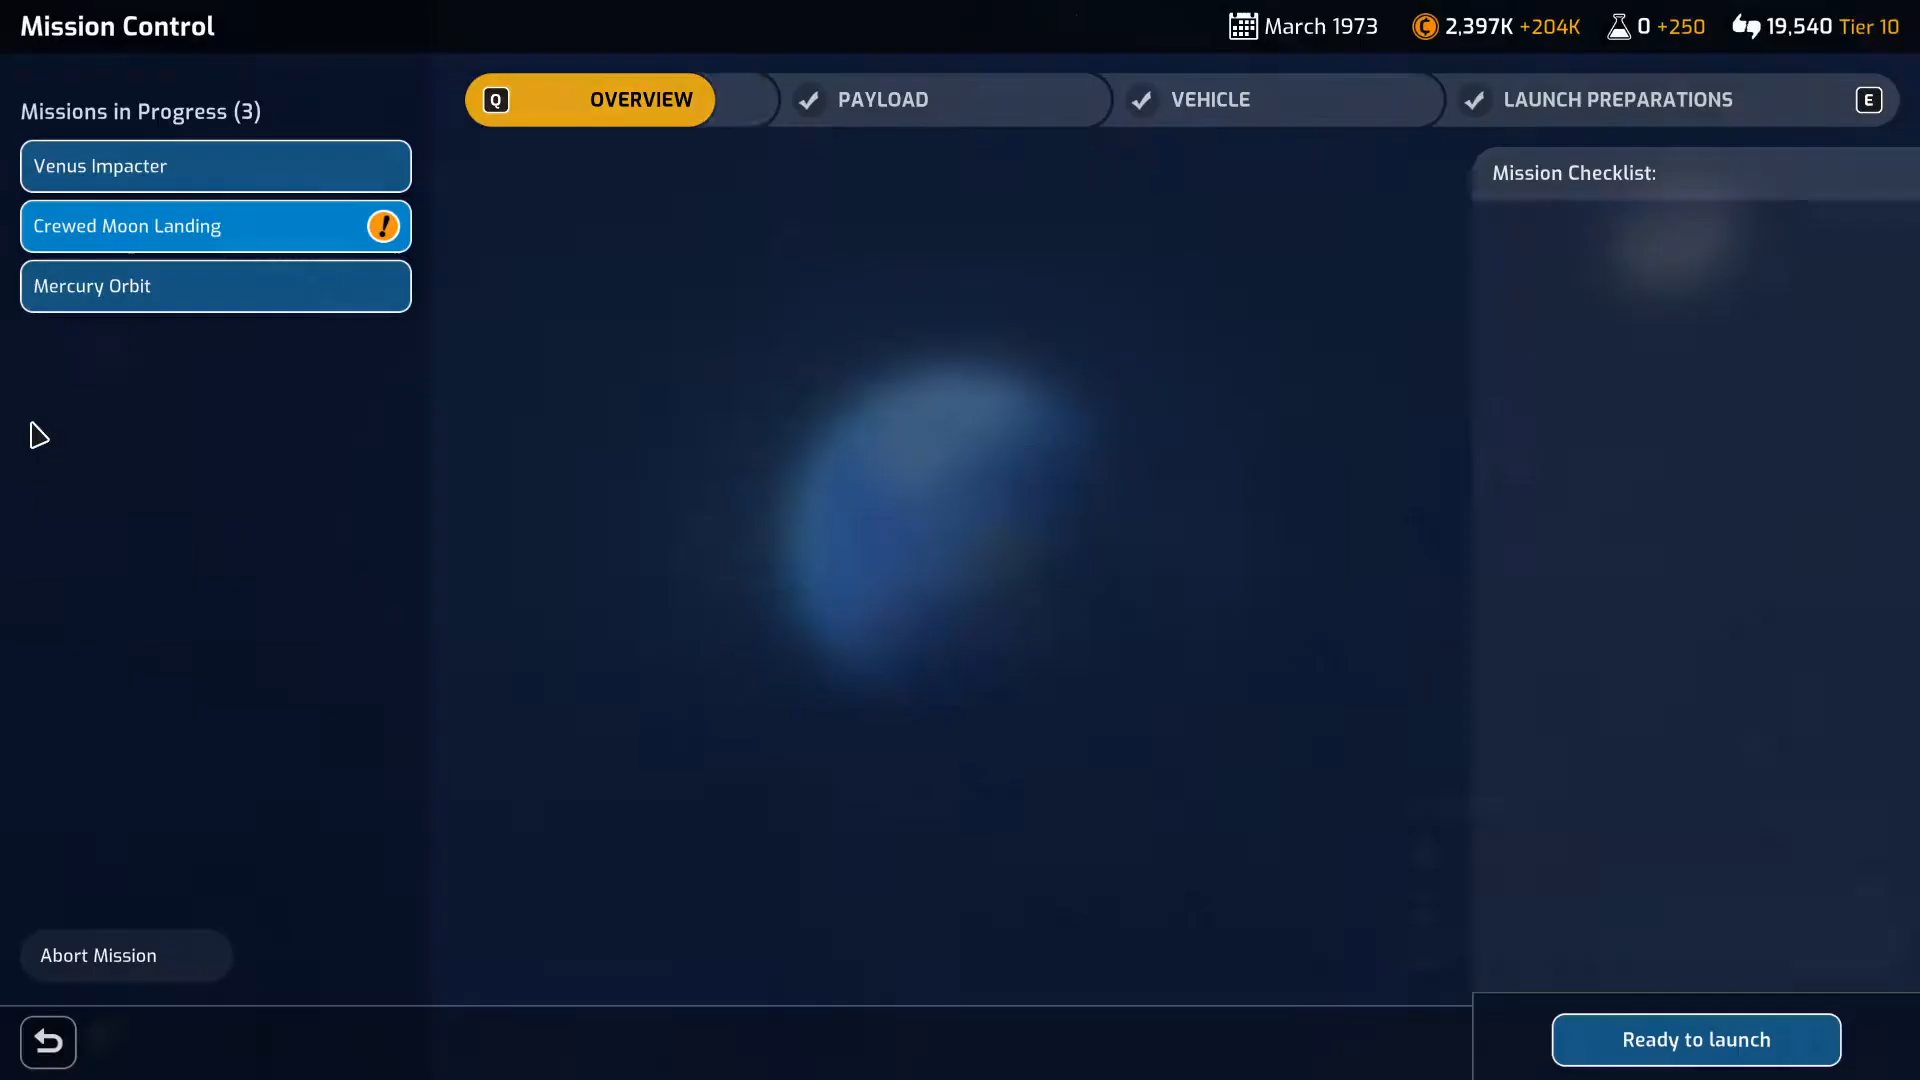 Mission Control
March 1973
2,397K +204K
0 +250
19,540 Tier 10
Missions in Progress (3)
Venus Impacter
Crewed Moon Landing
Mercury Orbit
Q
OVERVIEW
PAYLOAD
VEHICLE
LAUNCH PREPARATIONS
E
Mission Checklist:
Abort Mission
Ready to launch